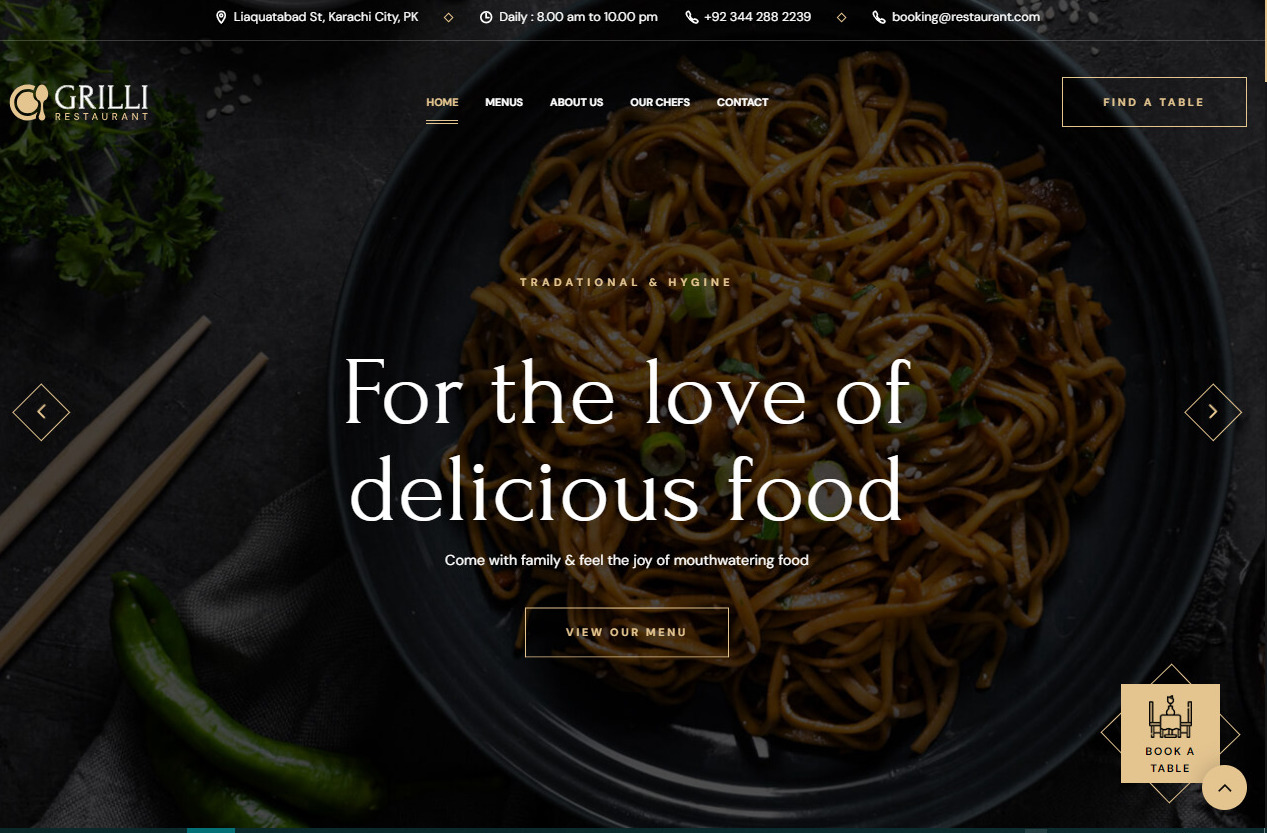 Liaquatabad St, Karachi City, PK
Daily : 8.00 am to 10.00 pm
+92 344 288 2239
booking@restaurant.com
GRILLI
RESTAURANT
HOME
MENUS
ABOUT US
OUR CHEFS
CONTACT
FIND A TABLE
TRADATIONAL & HYGINE
For the love of
delicious food
Come with family & feel the joy of mouthwatering food
VIEW OUR MENU
BOOK A
TABLE